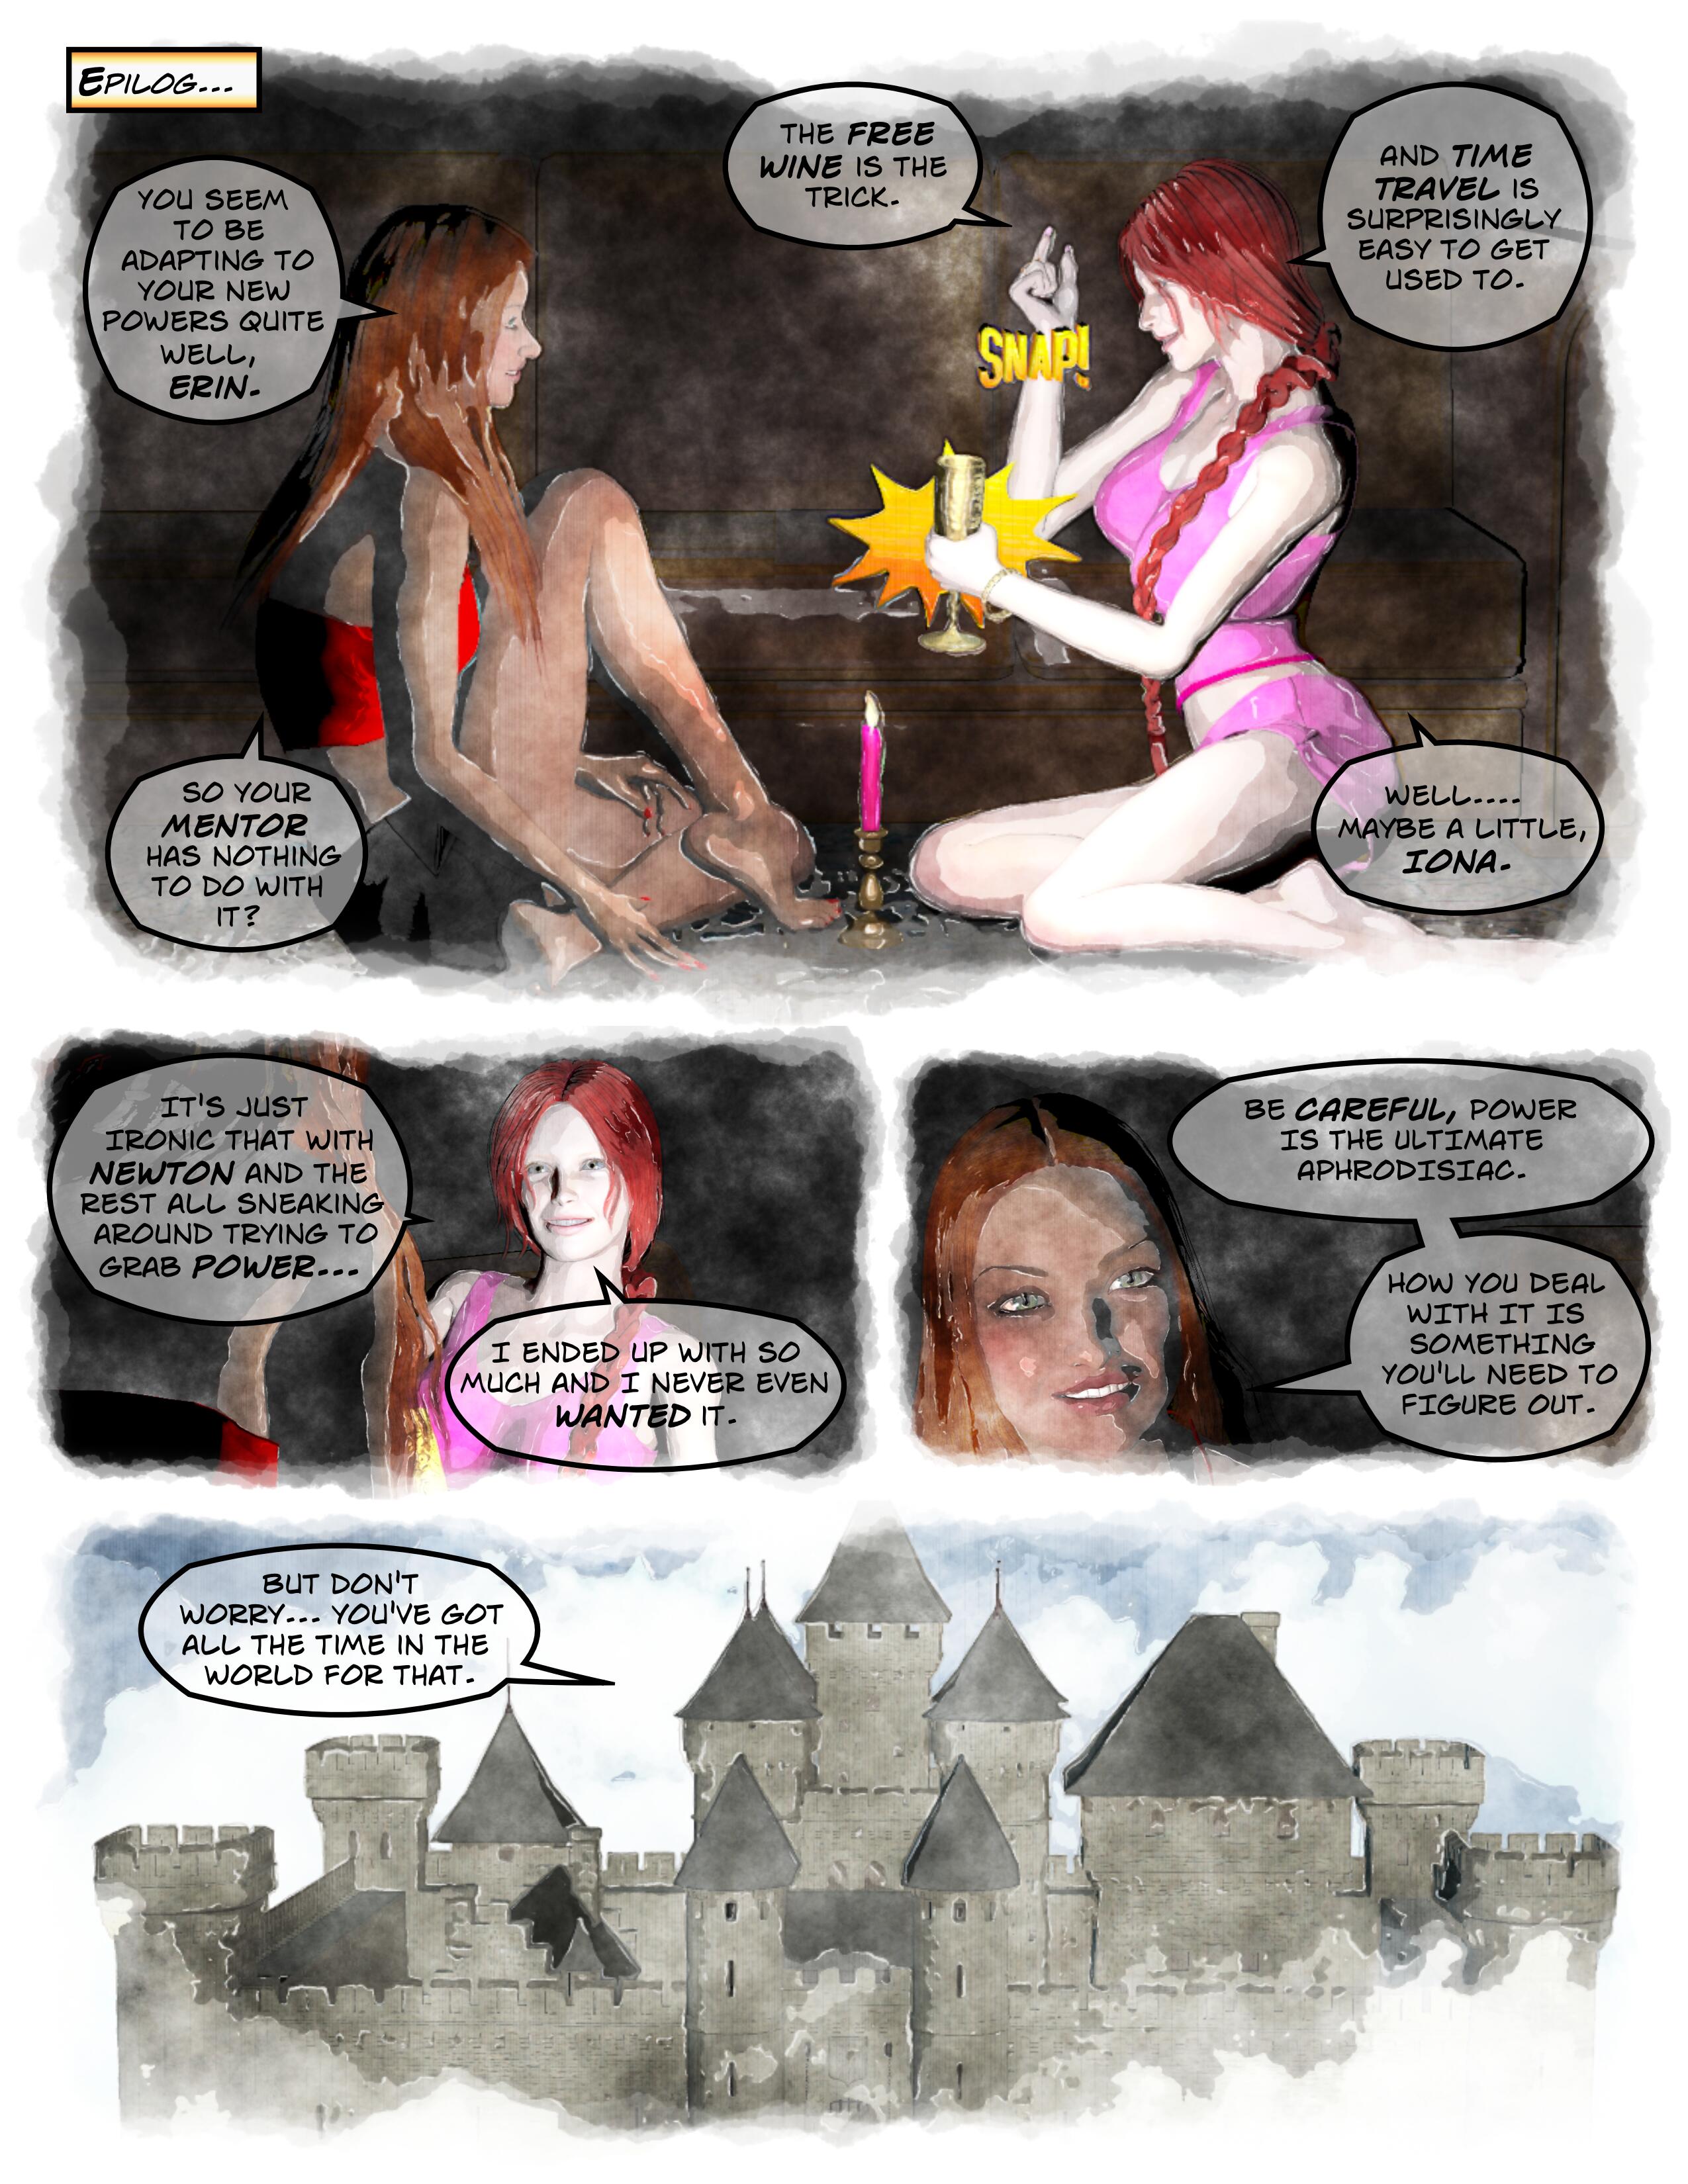 EPILOG...
YOU SEEM
TO BE
ADAPTING TO
YOUR NEW
POWERS QUITE
WELL,
ERIN.
THE FREE
WINE IS THE
TRICK.
AND TIME
TRAVEL IS
SURPRISINGLY
EASY TO GET
USED TO.
SNAP!
SO YOUR
MENTOR
HAS NOTHING
TO DO WITH
IT?
WELL....
MAYBE A LITTLE,
IONA.
IT'S JUST
IRONIC THAT WITH
NEWTON AND THE
REST ALL SNEAKING
AROUND TRYING TO
GRAB POWER...
I ENDED UP WITH SO
MUCH AND I NEVER EVEN
WANTED IT.
BE CAREFUL, POWER
IS THE ULTIMATE
APHRODISIAC.
HOW YOU DEAL
WITH IT IS
SOMETHING
YOU'LL NEED TO
FIGURE OUT.
BUT DON'T
WORRY... YOU'VE GOT
ALL THE TIME IN THE
WORLD FOR THAT.